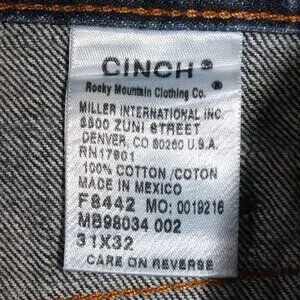 CINCH®
Rocky Mountain Clothing Co.
MILLER INTERNATIONAL INC.
8500 ZUNI STREET
DENVER, CO 80260 U.S.A.
RN17801
100% COTTON /COTON
MADE IN MEXICO
F8442 MO: 0019216
MB98034 002
31X32
CARE ON REVERSE